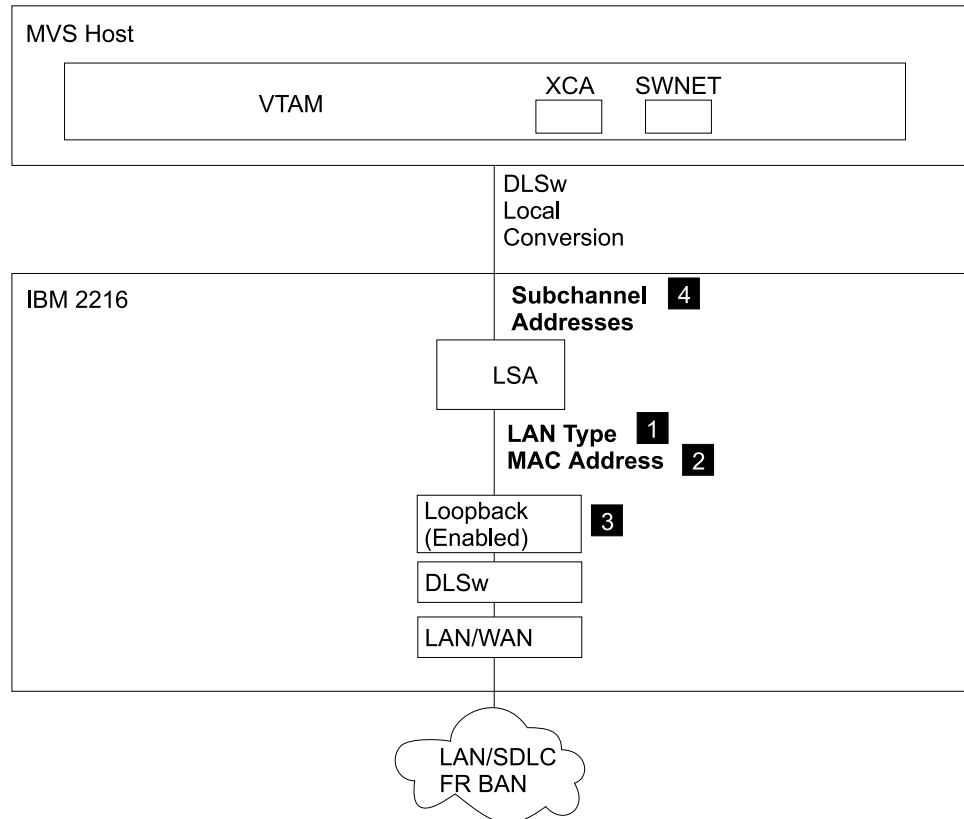 MVS Host
VTAM
XCA
SWNET
DLSw
Local
Conversion
IBM 2216
Subchannel 4
Addresses
LSA
LAN Type 1
MAC Address 2
Loopback
(Enabled)
3
DLSw
LAN/WAN
LAN/SDLC
FR BAN